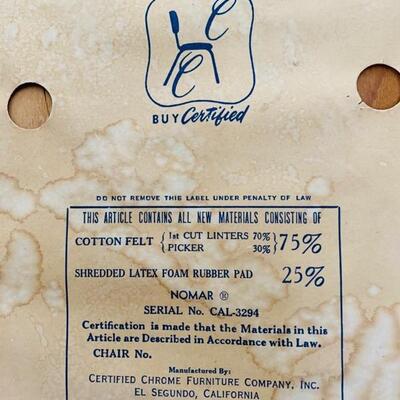 C
C
BUY Certified
DO NOT REMOVE THIS LABEL UNDER PENALTY OF LAW
THIS ARTICLE CONTAINS ALL NEW MATERIALS CONSISTING OF
COTTON FELT { 1st CUT LINTERS 70% } 75%
PICKER 30%
SHREDDED LATEX FOAM RUBBER PAD 25%
NOMAR ®
SERIAL No. CAL-3294
Certification is made that the Materials in this
Article are Described in Accordance with Law.
CHAIR No.
Manufactured By:
CERTIFIED CHROME FURNITURE COMPANY, INC.
EL SEGUNDO, CALIFORNIA